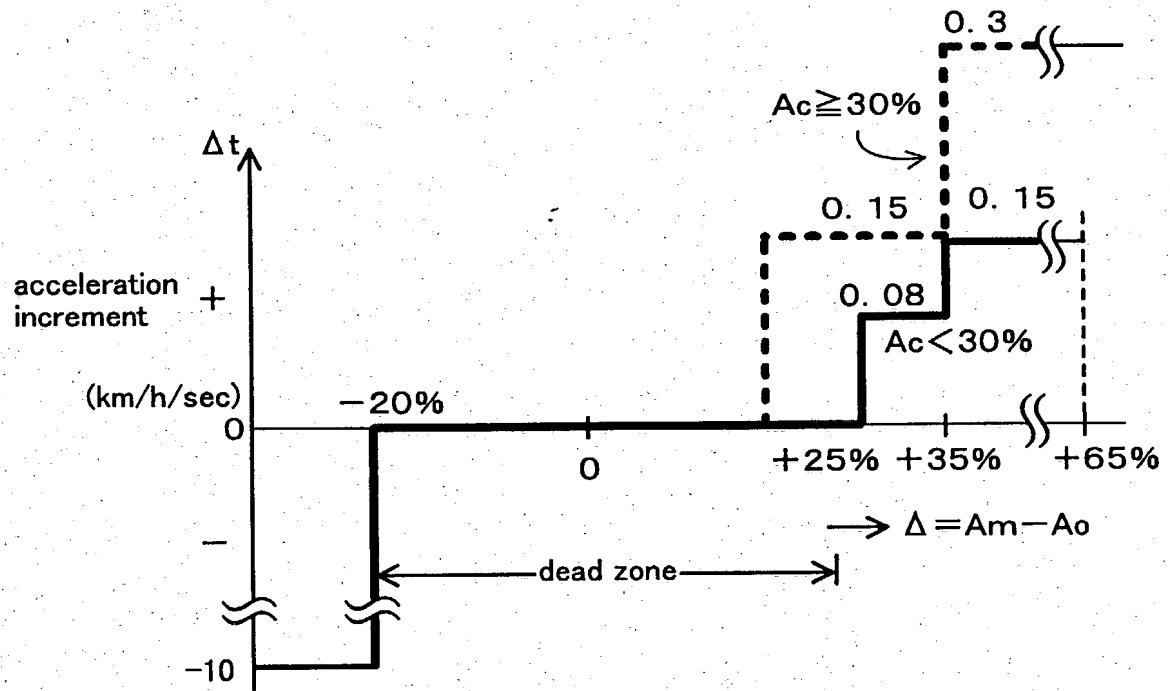 0. 3
Ac≧30%
Δt
0. 15
0. 15
acceleration
increment
+
0. 08
Ac<30%
(km/h/sec)
−20%
0
0
+25%
+35%
+65%
→ Δ=Am−Ao
−
dead zone
−10